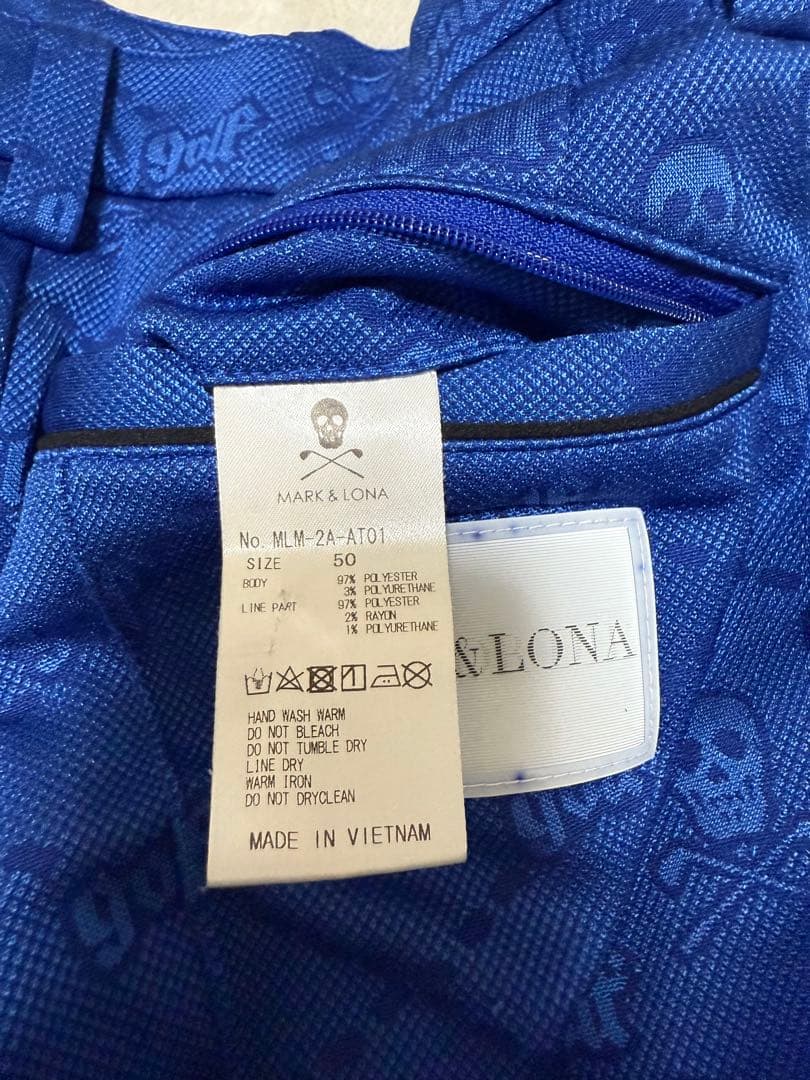 golf
MARK & LONA
No. MLM-2A-AT01
SIZE 50
BODY 97% POLYESTER
3% POLYURETHANE
LINE PART 97% POLYESTER
2% RAYON
1% POLYURETHANE
HAND WASH WARM
DO NOT BLEACH
DO NOT TUMBLE DRY
LINE DRY
WARM IRON
DO NOT DRYCLEAN
MADE IN VIETNAM
& LONA
golf
golf